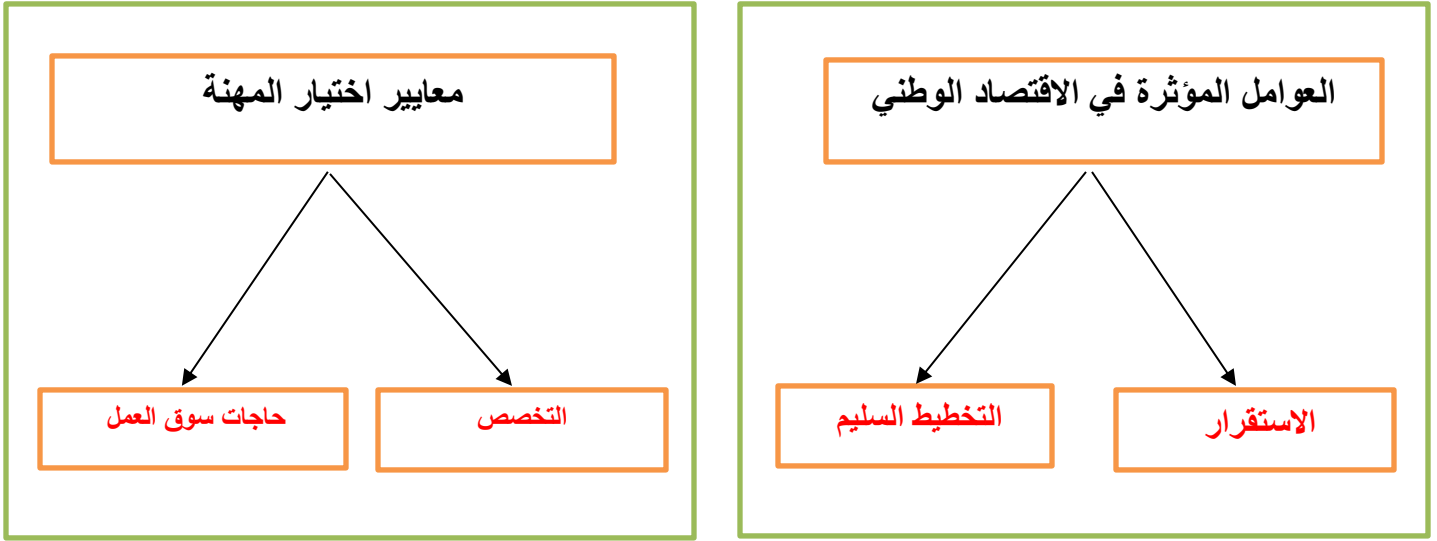 العوامل المؤثرة في الاقتصاد الوطني
الاستقرار
التخطيط السليم
معايير اختيار المهنة
التخصص
حاجات سوق العمل